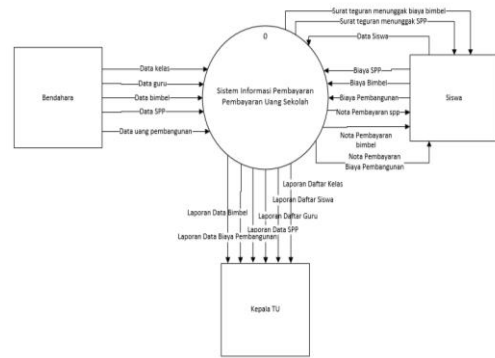 Surat teguran menunggak biaya bimbel
Surat teguran menunggak SPP
0
Data Siswa
Data kelas
Data guru
Data bimbel
Data SPP
Data uang pembangunan
Bendahara
Sistem Informasi Pembayaran
Pembayaran Uang Sekolah
Biaya SPP
Biaya Bimbel
Biaya Pembangunan
Nota Pembayaran spp
Nota Pembayaran
bimbel
Nota Pembayaran
Biaya Pembangunan
Siswa
Laporan Daftar Kelas
Laporan Daftar Siswa
Laporan Data Bimbel
Laporan Daftar Guru
Laporan Data SPP
Laporan Data Biaya Pembangunan
Kepala TU